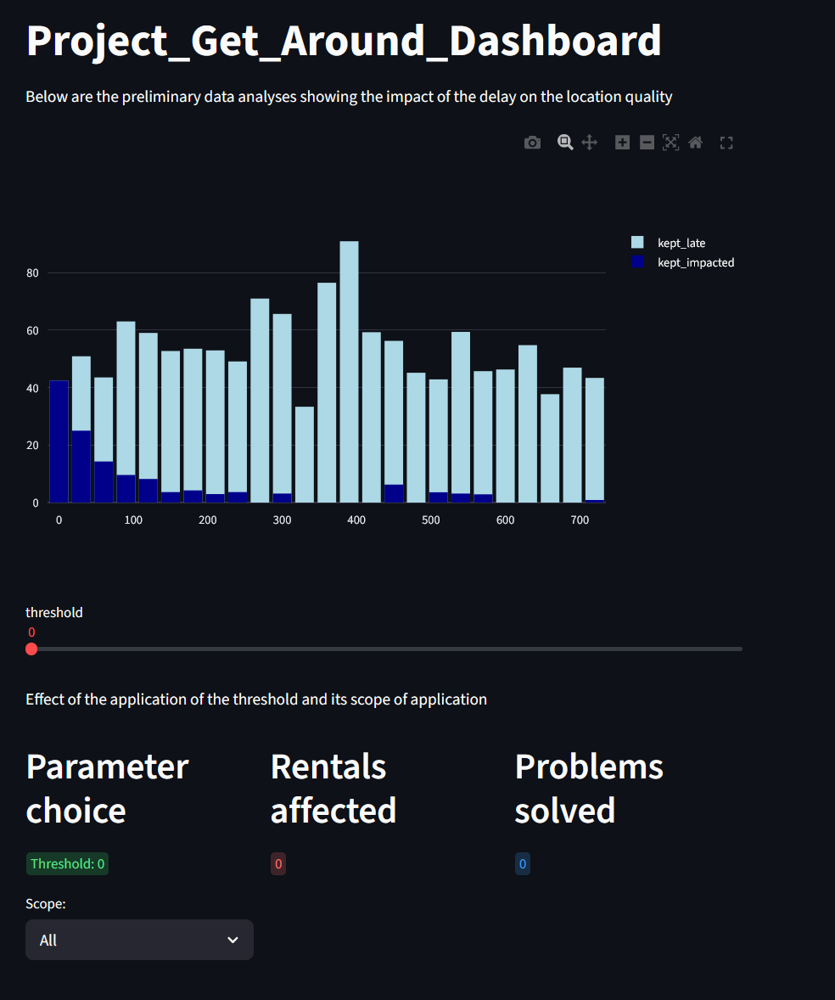 Project_Get_Around_Dashboard
Below are the preliminary data analyses showing the impact of the delay on the location quality
kept_late
kept_impacted
80
60
40
20
0
0 100 200 300 400 500 600 700
threshold
0
Effect of the application of the threshold and its scope of application
Parameter
choice
Rentals
affected
Problems
solved
Threshold: 0
0
0
Scope:
All